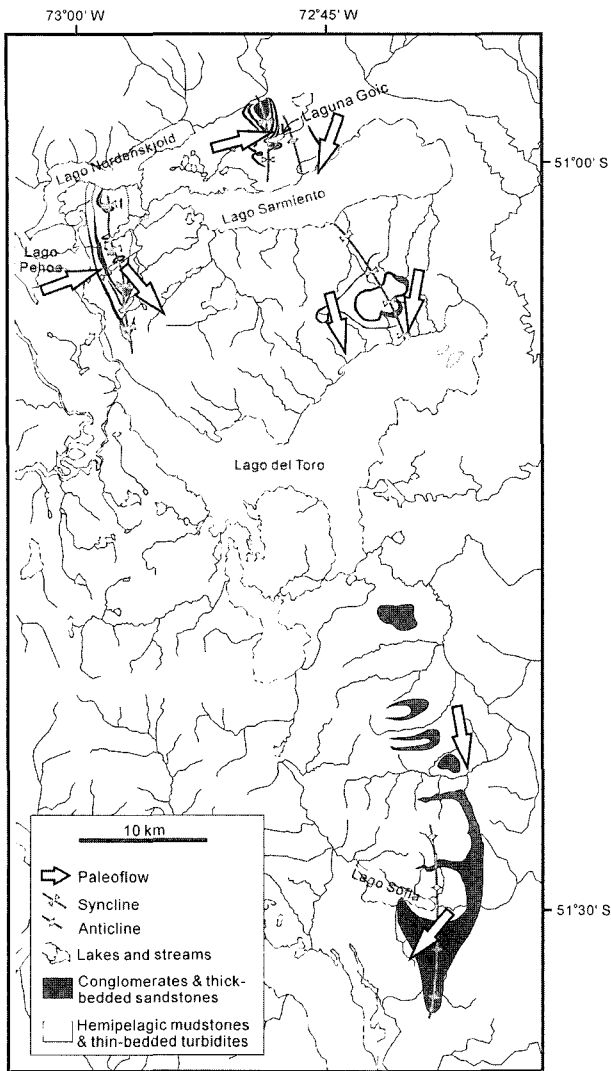 73°00' W
72°45' W
Laguna Goic
Lago Nordenskjold
51°00' S
Lago Sarmiento
Lago
Pehoe
Lago del Toro
10 km
Paleoflow
Syncline
Anticline
Lakes and streams
Conglomerates & thick-
bedded sandstones
Hemipelagic mudstones
& thin-bedded turbidites
Lago Sofia
51°30' S